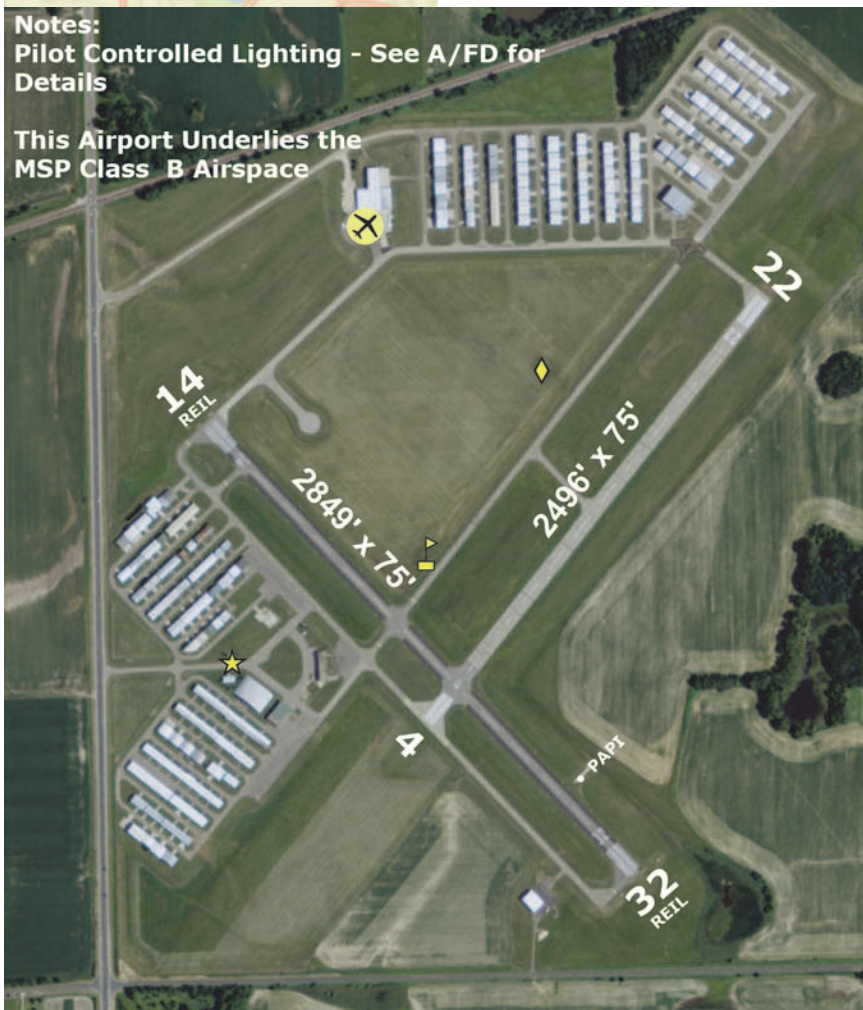 Notes:
Pilot Controlled Lighting - See A/FD for
Details
This Airport Underlies the
MSP Class B Airspace
22
14
REIL
2849' x 75'
2496' x 75'
4
PAPI
32
REIL